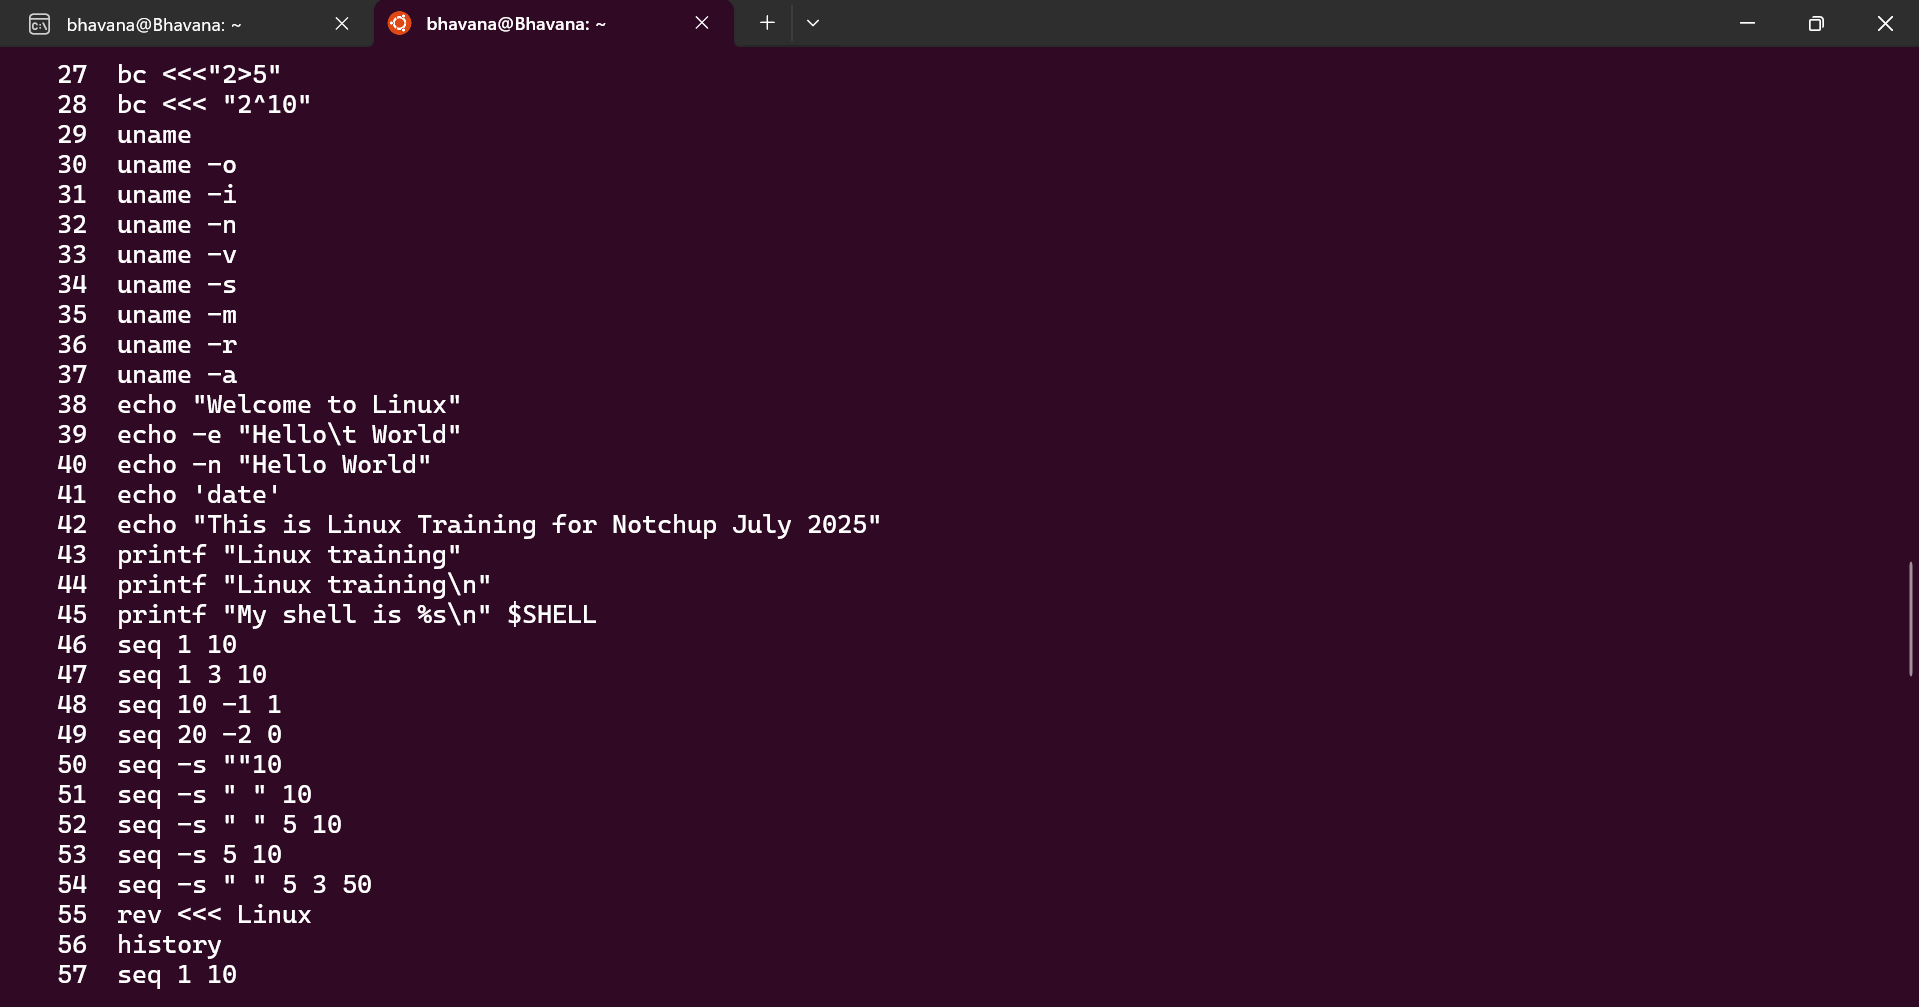 bhavana@Bhavana: ~
bhavana@Bhavana: ~
27 bc <<<"2>5"
28 bc <<< "2^10"
29 uname
30 uname -o
31 uname -i
32 uname -n
33 uname -v
34 uname -s
35 uname -m
36 uname -r
37 uname -a
38 echo "Welcome to Linux"
39 echo -e "Hello\t World"
40 echo -n "Hello World"
41 echo 'date'
42 echo "This is Linux Training for Notchup July 2025"
43 printf "Linux training"
44 printf "Linux training\n"
45 printf "My shell is %s\n" $SHELL
46 seq 1 10
47 seq 1 3 10
48 seq 10 -1 1
49 seq 20 -2 0
50 seq -s ""10
51 seq -s " " 10
52 seq -s " " 5 10
53 seq -s 5 10
54 seq -s " " 5 3 50
55 rev <<< Linux
56 history
57 seq 1 10